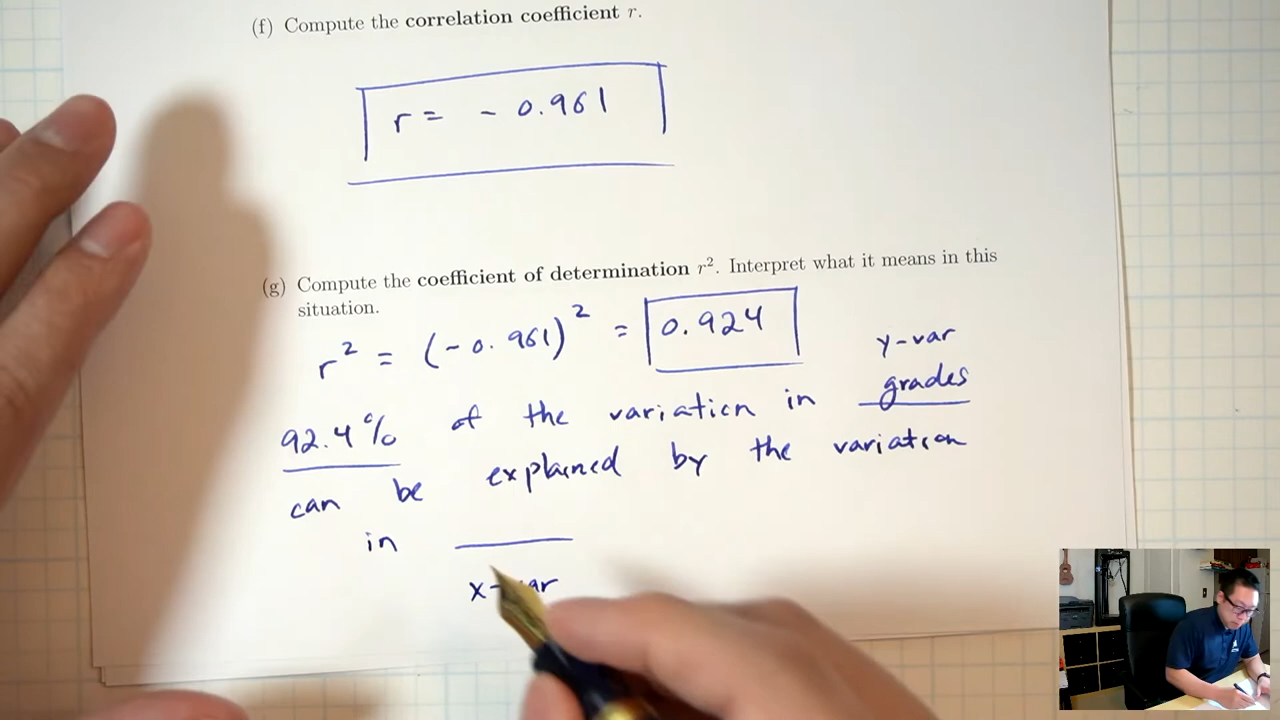 (f) Compute the correlation coefficient r.
r = - 0.961
(g) Compute the coefficient of determination r². Interpret what it means in this
situation.
r² = (-0.961)² = 0.924
y-var
92.4% of the variation in grades
can be explained by the variation
in ____